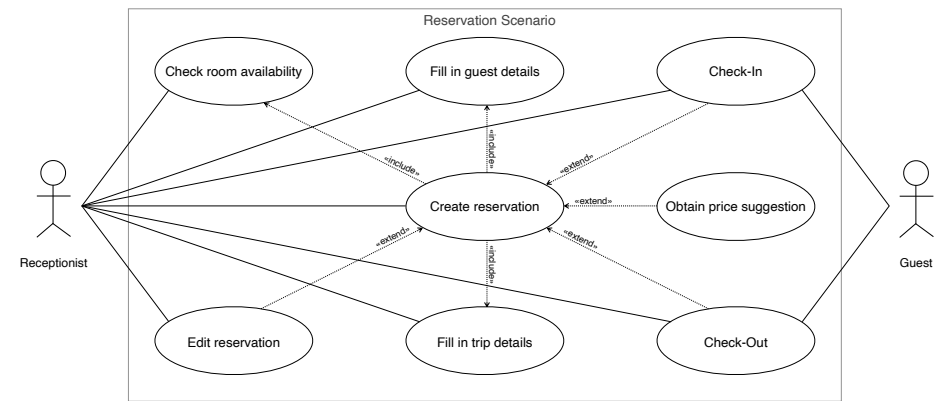 Reservation Scenario
Check room availability
Fill in guest details
Check-In
«include»
«include»
«extend»
Create reservation
«extend»
Obtain price suggestion
Receptionist
Guest
«extend»
«include»
«extend»
Edit reservation
Fill in trip details
Check-Out